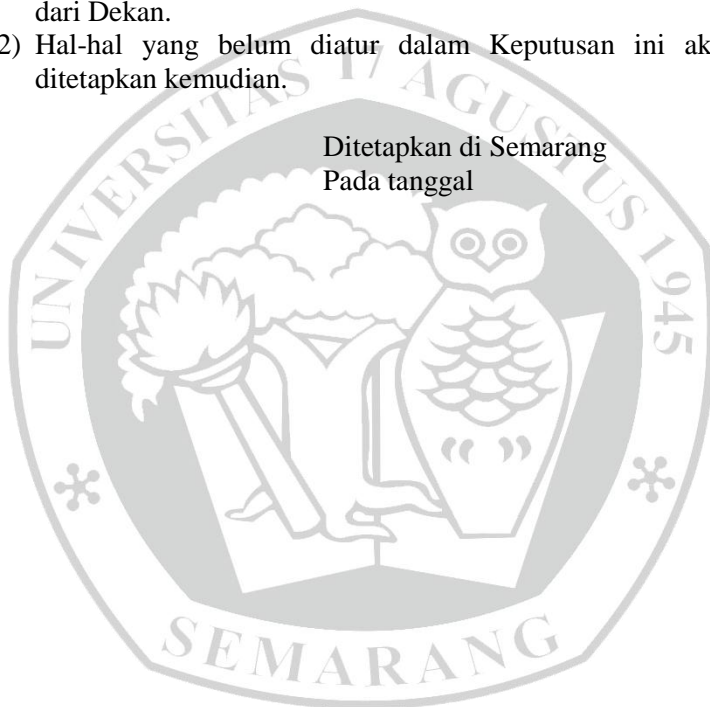 dari Dekan.
2) Hal-hal yang belum diatur dalam Keputusan ini ak
ditetapkan kemudian.
Ditetapkan di Semarang
Pada tanggal
UNIVERSITAS 17 AGUSTUS 1945
SEMARANG